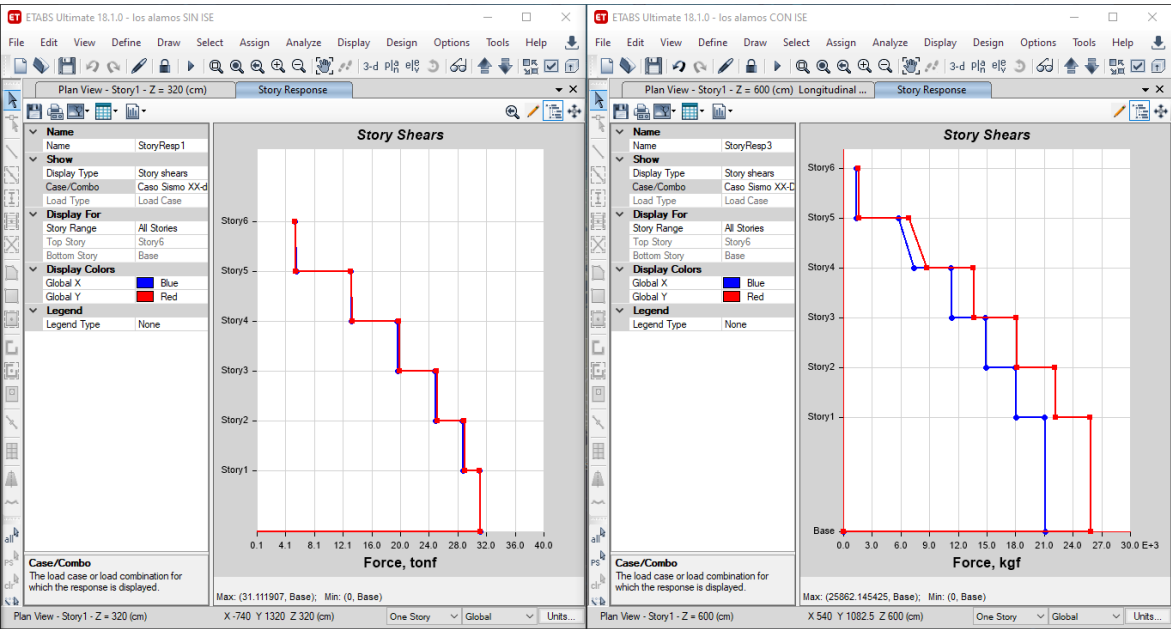 ETABS Ultimate 18.1.0 - los alamos SIN ISE
File Edit View Define Draw Select Assign Analyze Display Design Options Tools Help
3-d
Plan View - Story1 - Z = 320 (cm)
Story Response
Name
Name StoryResp1
Show
Display Type Story shears
Case/Combo Caso Sismo XX-d
Load Type Load Case
Display For
Story Range All Stories
Top Story Story6
Bottom Story Base
Display Colors
Global X Blue
Global Y Red
Legend
Legend Type None
Case/Combo
The load case or load combination for
which the response is displayed.
all
PS
clr
Story Shears
Story6
Story5
Story4
Story3
Story2
Story1
0.1 4.1 8.1 12.1 16.0 20.0 24.0 28.0 32.0 36.0 40.0
Force, tonf
Max: (31.111907, Base); Min: (0, Base)
Plan View - Story1 - Z = 320 (cm) X -740 Y 1320 Z 320 (cm) One Story Global Units...
ETABS Ultimate 18.1.0 - los alamos CON ISE
File Edit View Define Draw Select Assign Analyze Display Design Options Tools Help
3-d
Plan View - Story1 - Z = 600 (cm) Longitudinal ...
Story Response
Name
Name StoryResp3
Show
Display Type Story shears
Case/Combo Caso Sismo XX-D
Load Type Load Case
Display For
Story Range All Stories
Top Story Story6
Bottom Story Base
Display Colors
Global X Blue
Global Y Red
Legend
Legend Type None
Case/Combo
The load case or load combination for
which the response is displayed.
all
PS
clr
Story Shears
Story6
Story5
Story4
Story3
Story2
Story1
Base
0.0 3.0 6.0 9.0 12.0 15.0 18.0 21.0 24.0 27.0 30.0 E+3
Force, kgf
Max: (25862.145425, Base); Min: (0, Base)
Plan View - Story1 - Z = 600 (cm) X 540 Y 1082.5 Z 600 (cm) One Story Global Units...